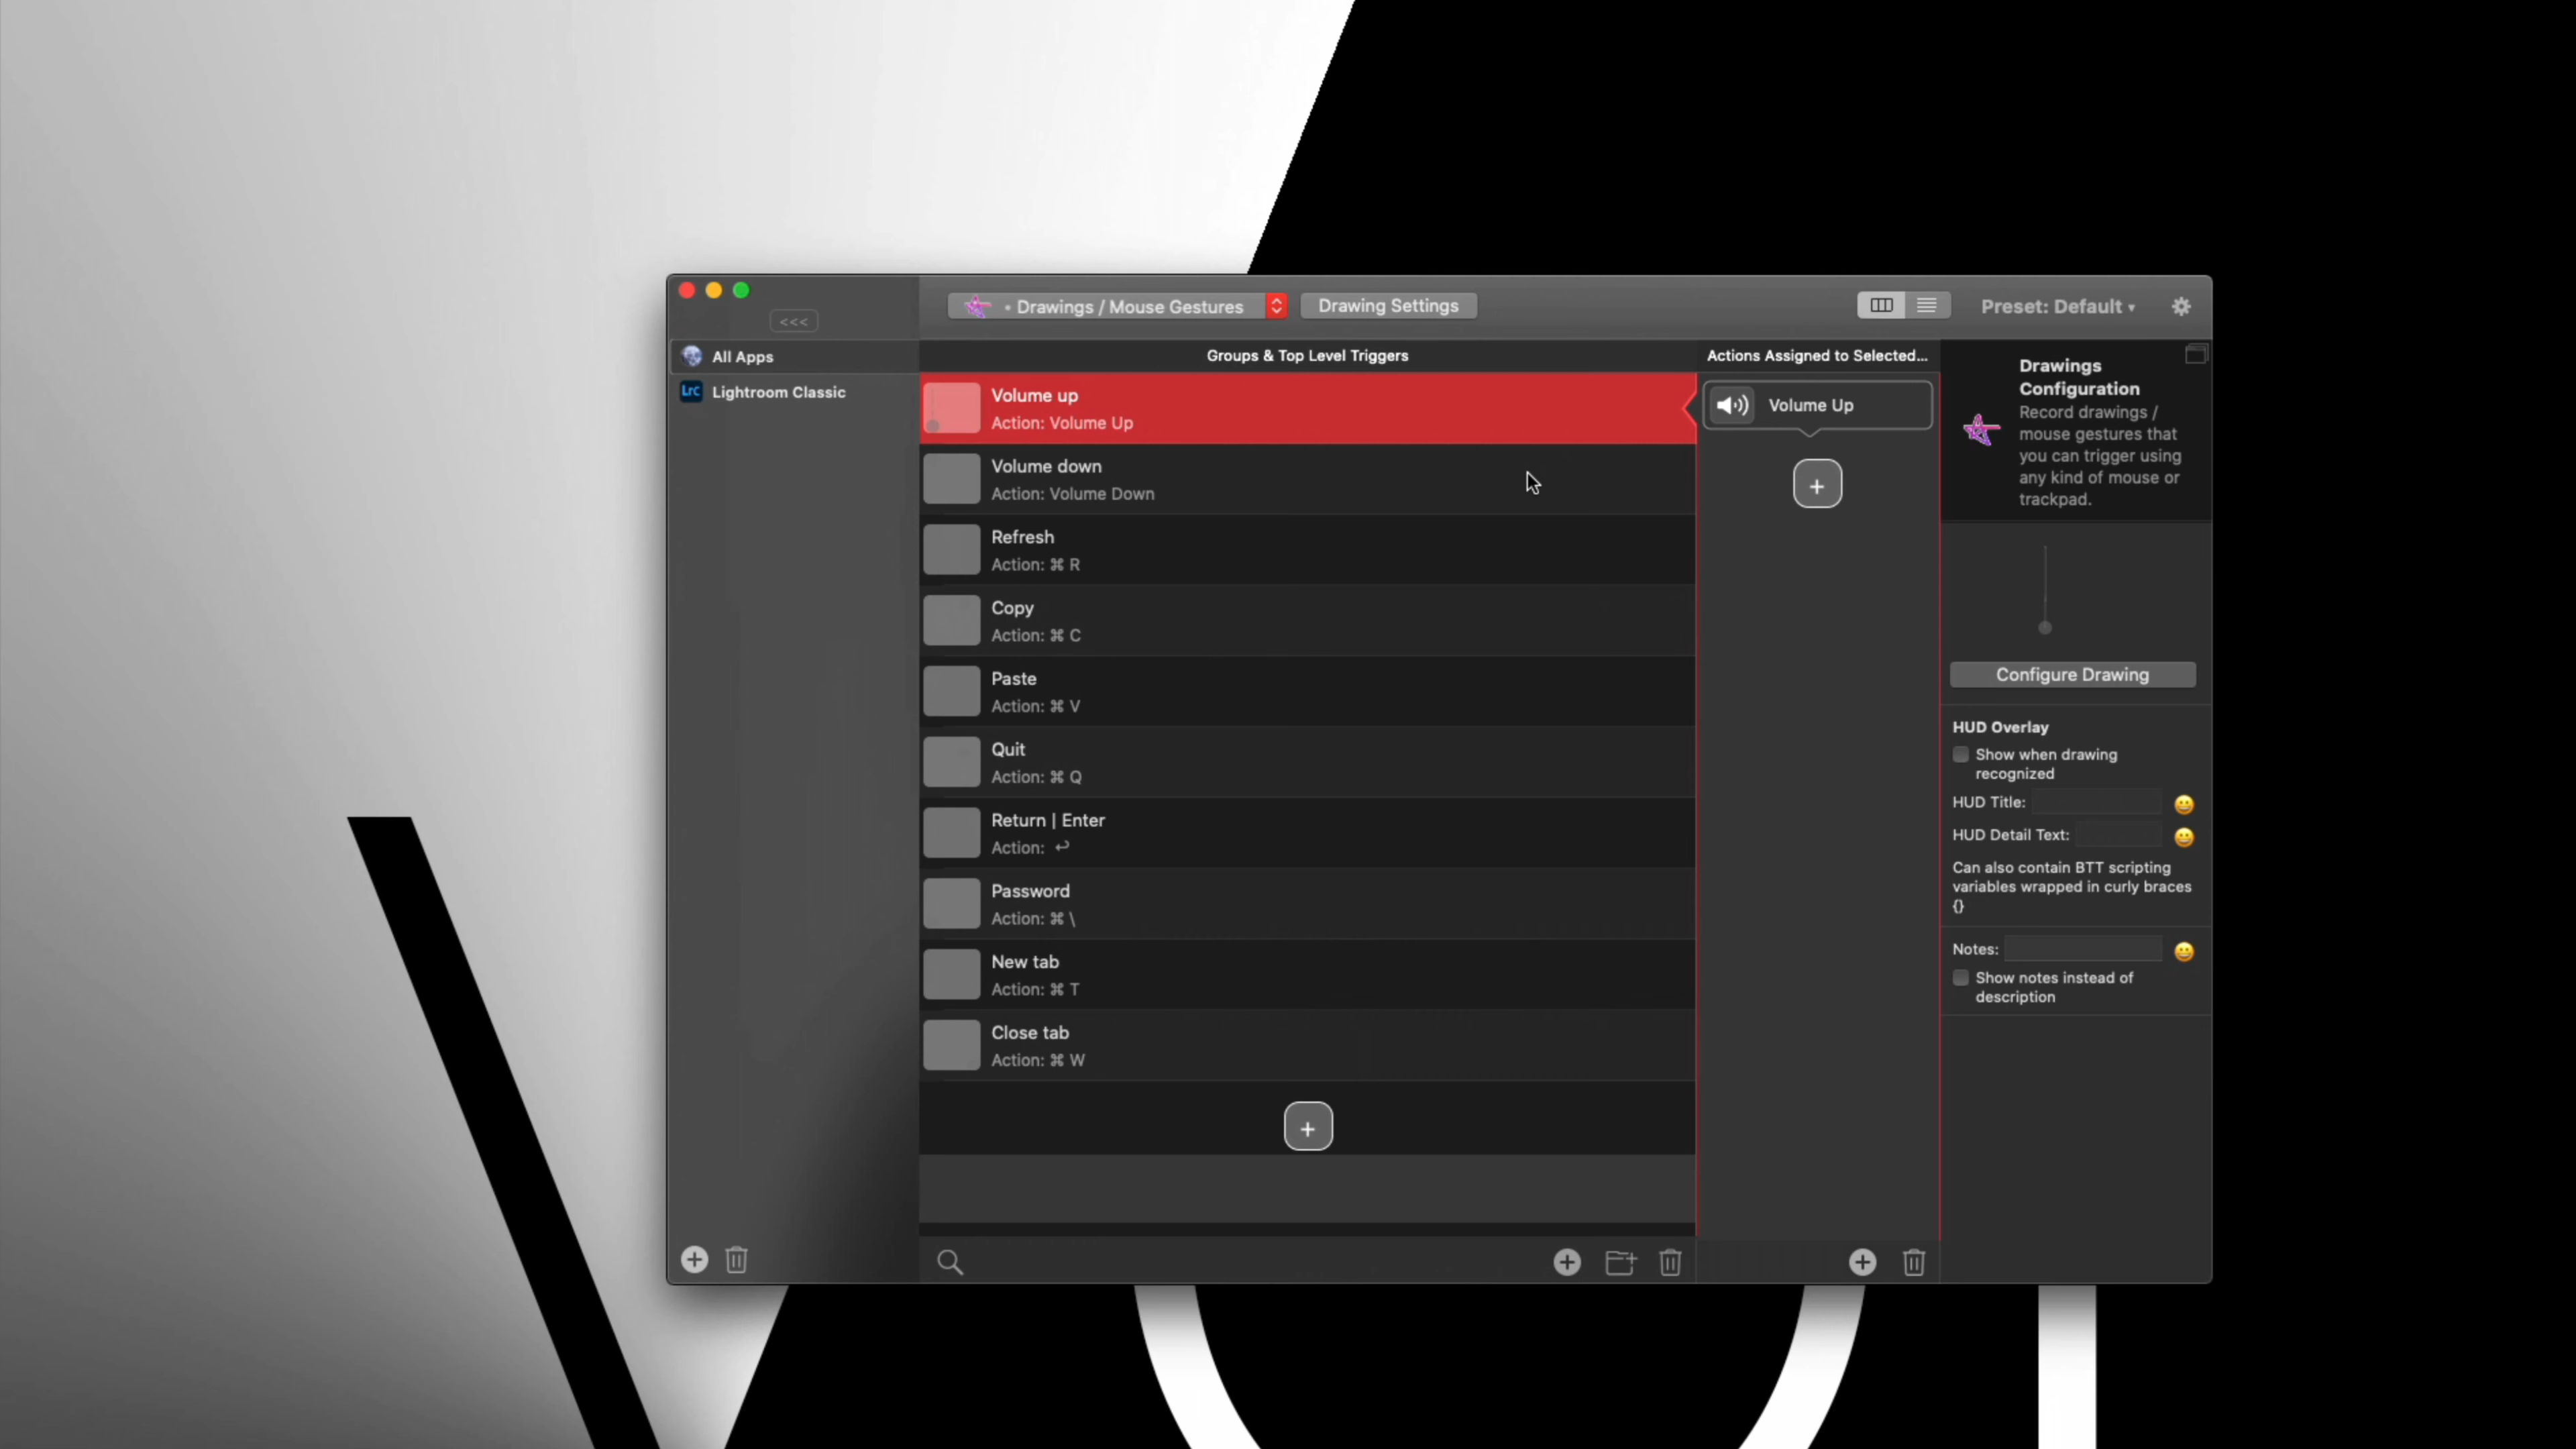 <<<
• Drawings / Mouse Gestures
Drawing Settings
Preset: Default ▾
All Apps
LrC Lightroom Classic
Groups & Top Level Triggers
Volume up
Action: Volume Up
Volume down
Action: Volume Down
Refresh
Action: ⌘ R
Copy
Action: ⌘ C
Paste
Action: ⌘ V
Quit
Action: ⌘ Q
Return | Enter
Action: ↩
Password
Action: ⌘ \
New tab
Action: ⌘ T
Close tab
Action: ⌘ W
+
Actions Assigned to Selected...
Volume Up
+
Drawings
Configuration
Record drawings /
mouse gestures that
you can trigger using
any kind of mouse or
trackpad.
Configure Drawing
HUD Overlay
Show when drawing
recognized
HUD Title:
HUD Detail Text:
Can also contain BTT scripting
variables wrapped in curly braces
{}
Notes:
Show notes instead of
description